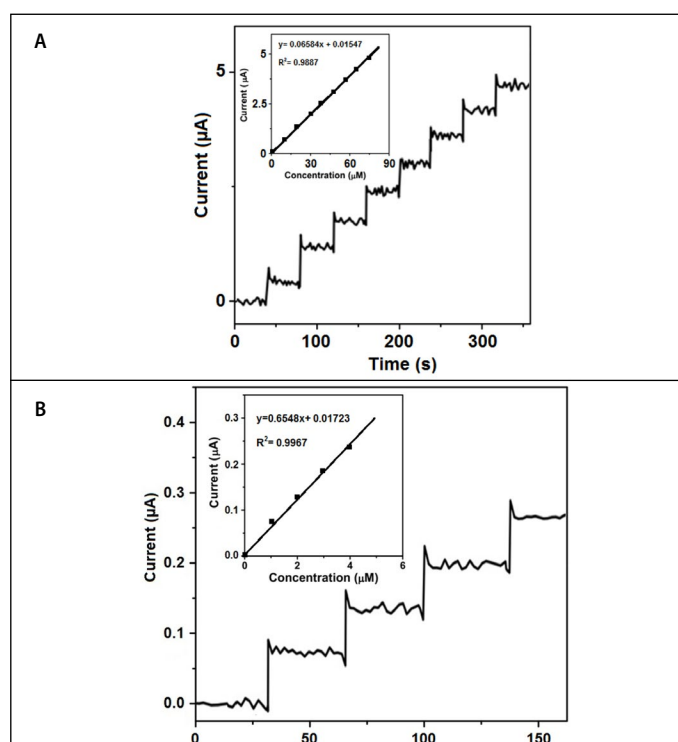 A
y= 0.06584x + 0.01547
R²= 0.9887
5
2.5
0
0 30 60 90
Current (µA)
Concentration (µM)
5
0
Current (µA)
0 100 200 300
Time (s)
B
y=0.6548x+ 0.01723
R²= 0.9967
0.3
0.2
0.1
0.0
0 2 4 6
Current (µA)
Concentration (µM)
0.4
0.3
0.2
0.1
0.0
Current (µA)
0 50 100 150